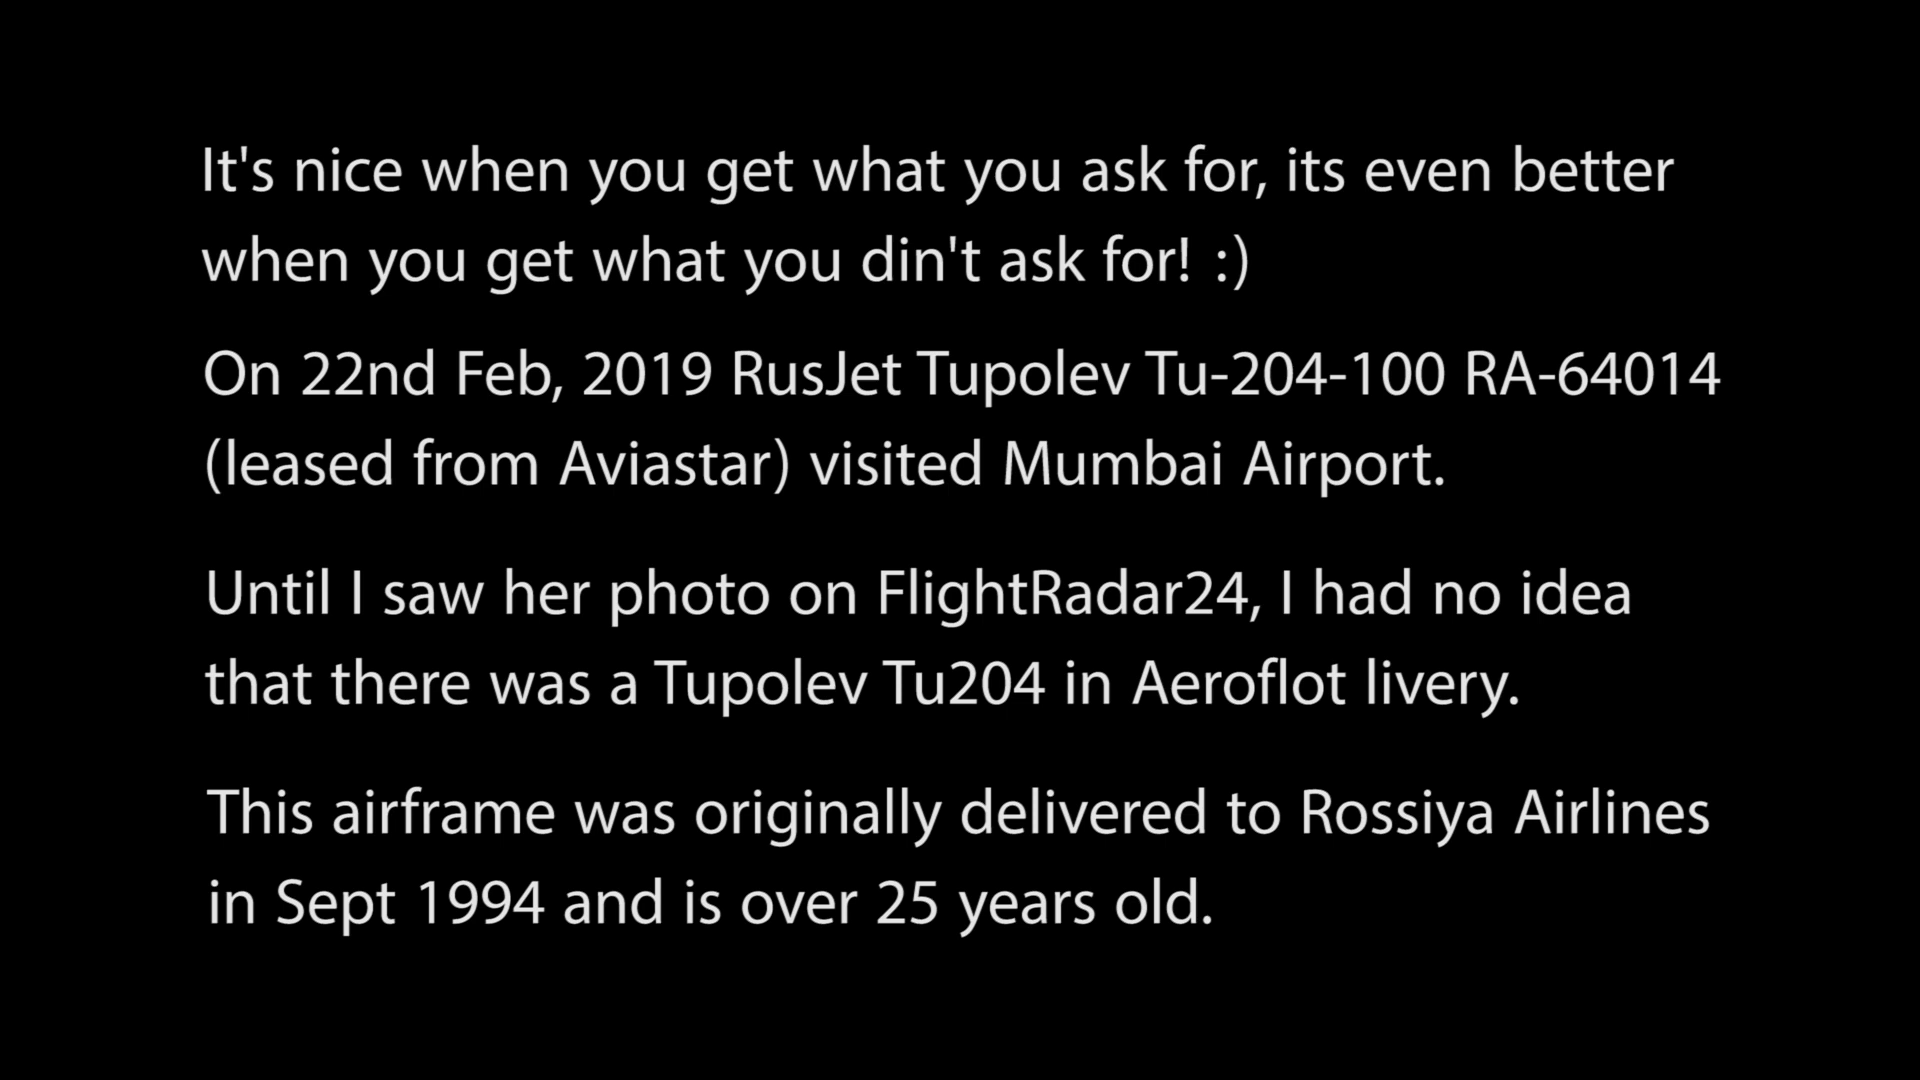 It's nice when you get what you ask for, its even better
when you get what you din't ask for! :)
On 22nd Feb, 2019 RusJet Tupolev Tu-204-100 RA-64014
(leased from Aviastar) visited Mumbai Airport.
Until I saw her photo on FlightRadar24, I had no idea
that there was a Tupolev Tu204 in Aeroflot livery.
This airframe was originally delivered to Rossiya Airlines
in Sept 1994 and is over 25 years old.